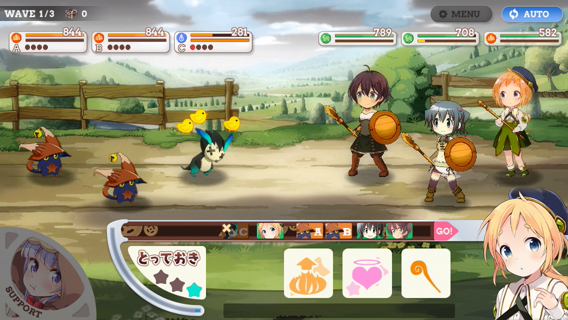 WAVE 1/3 0
MENU
AUTO
844
844
281
789
708
582
A
B
C
C
A
B
GO!
とっておき
SUPPORT